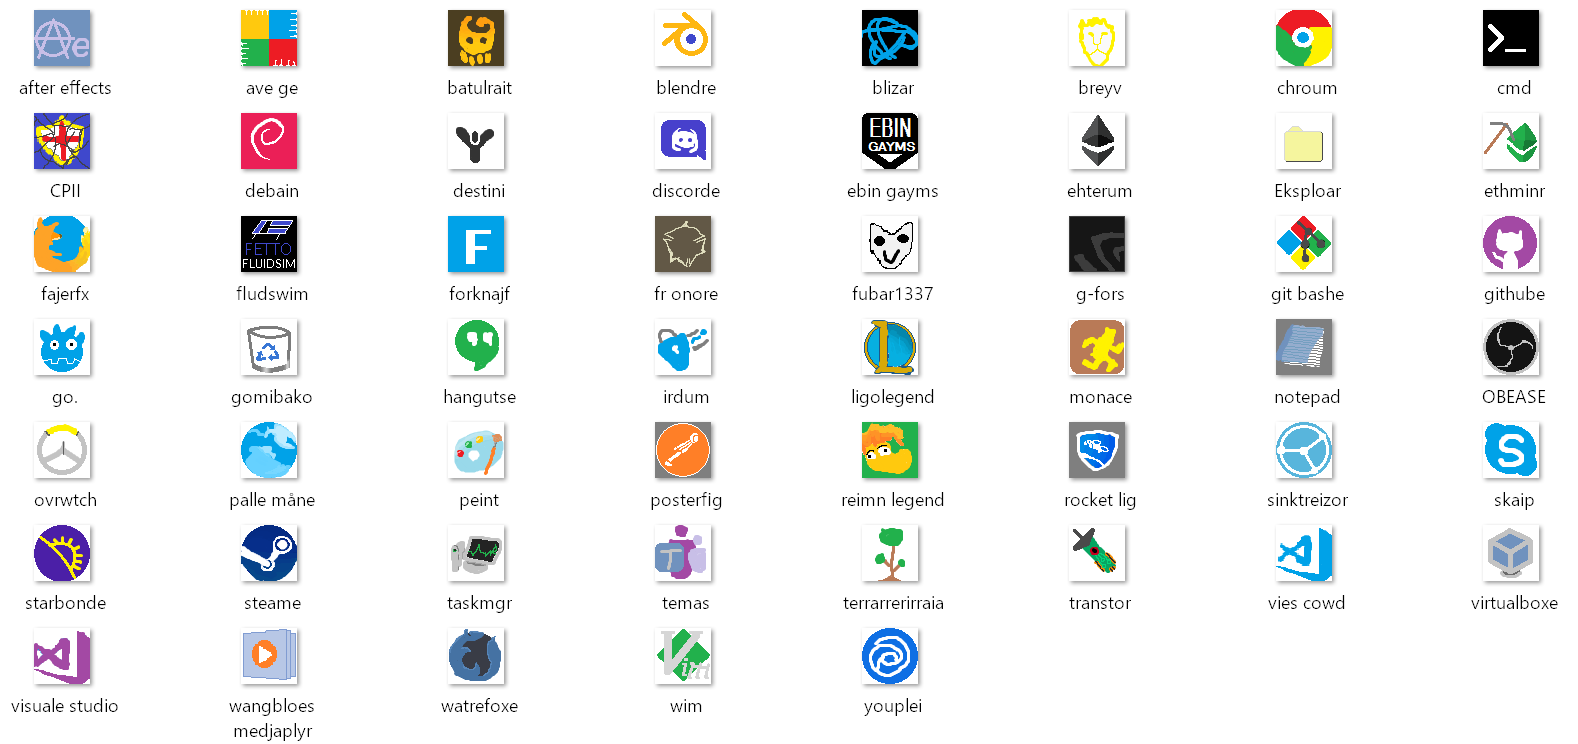 Ae
after effects
ave ge
batulrait
blendre
blizar
breyv
chroum
cmd
CPII
debain
destini
discorde
EBIN
GAYMS
ebin gayms
ehterum
Eksploar
ethminr
fajerfx
FETTO
FLUIDSIM
fludswim
F
forknajf
fr onore
fubar1337
g-fors
git bashe
githube
go.
gomibako
hangutse
irdum
L
ligolegend
monace
notepad
OBEASE
ovrwtch
palle måne
peint
posterfig
reimn legend
rocket lig
sinktreizor
S
skaip
starbonde
steame
taskmgr
T
temas
terrarrerirraia
transtor
vies cowd
virtualboxe
visuale studio
wangbloes
medjaplyr
watrefoxe
Vim
wim
youplei